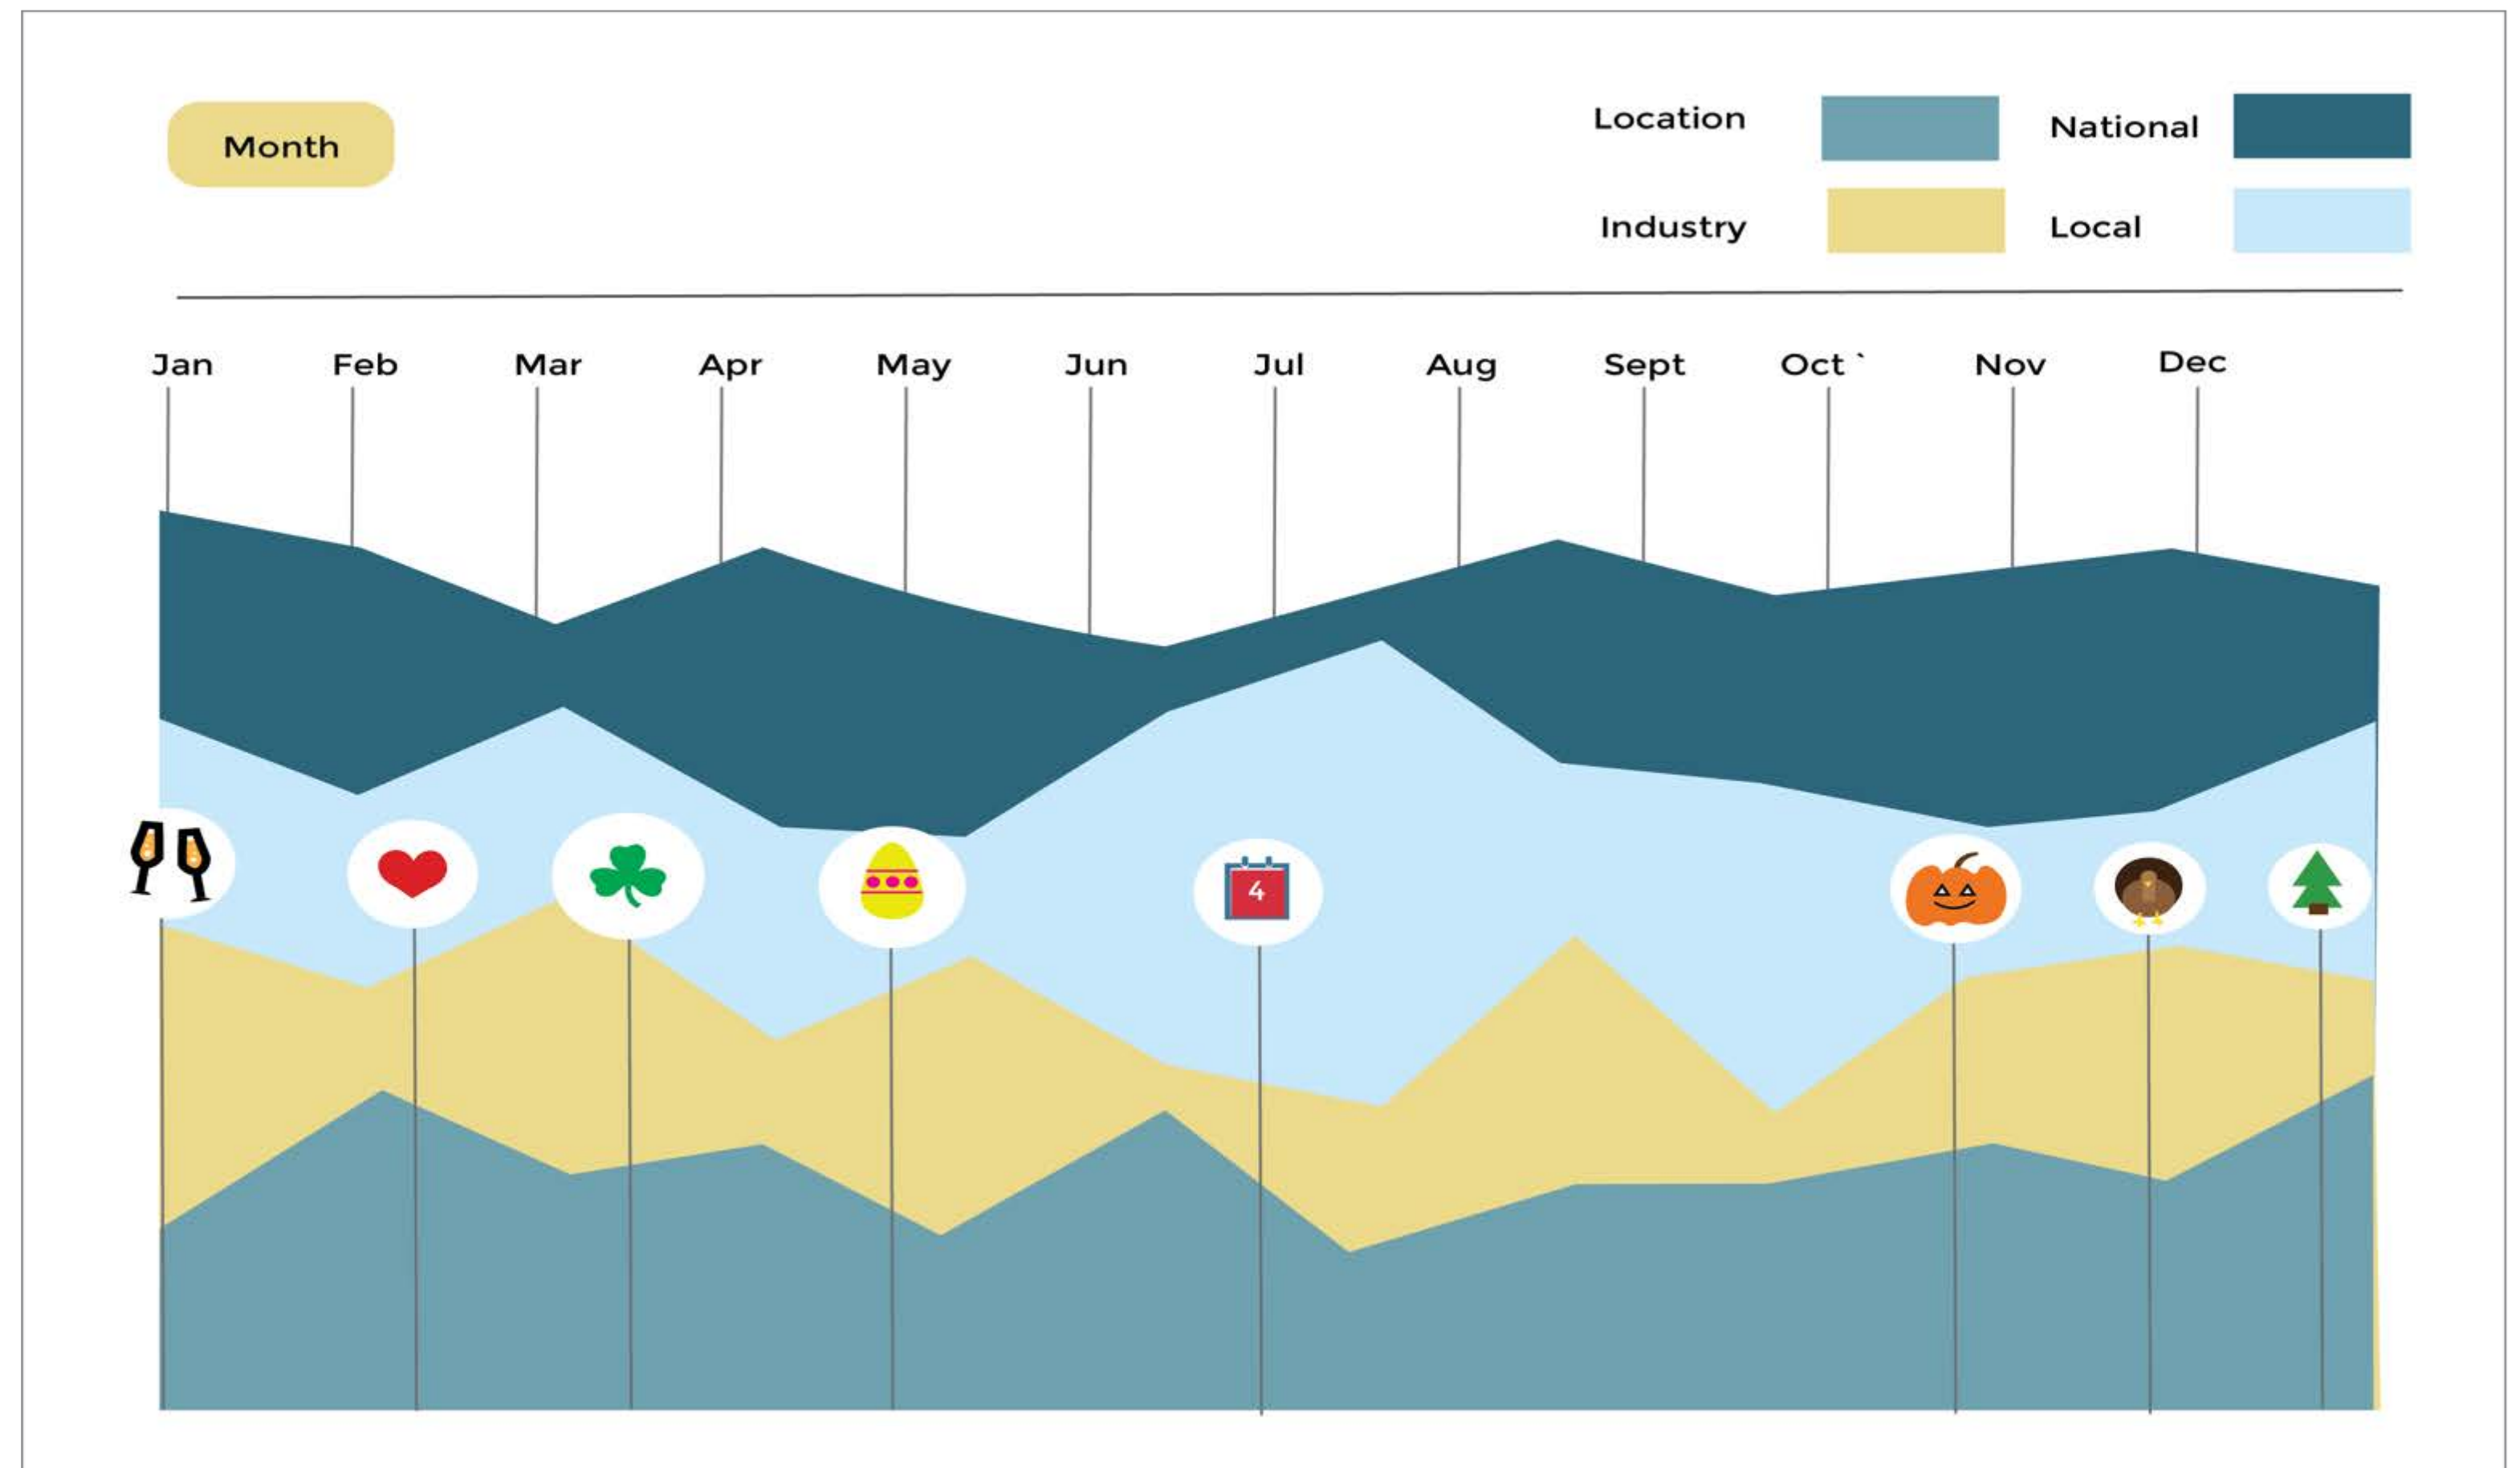 Month
Location
National
Industry
Local
Jan Feb Mar Apr May Jun Jul Aug Sept Oct ` Nov Dec
4